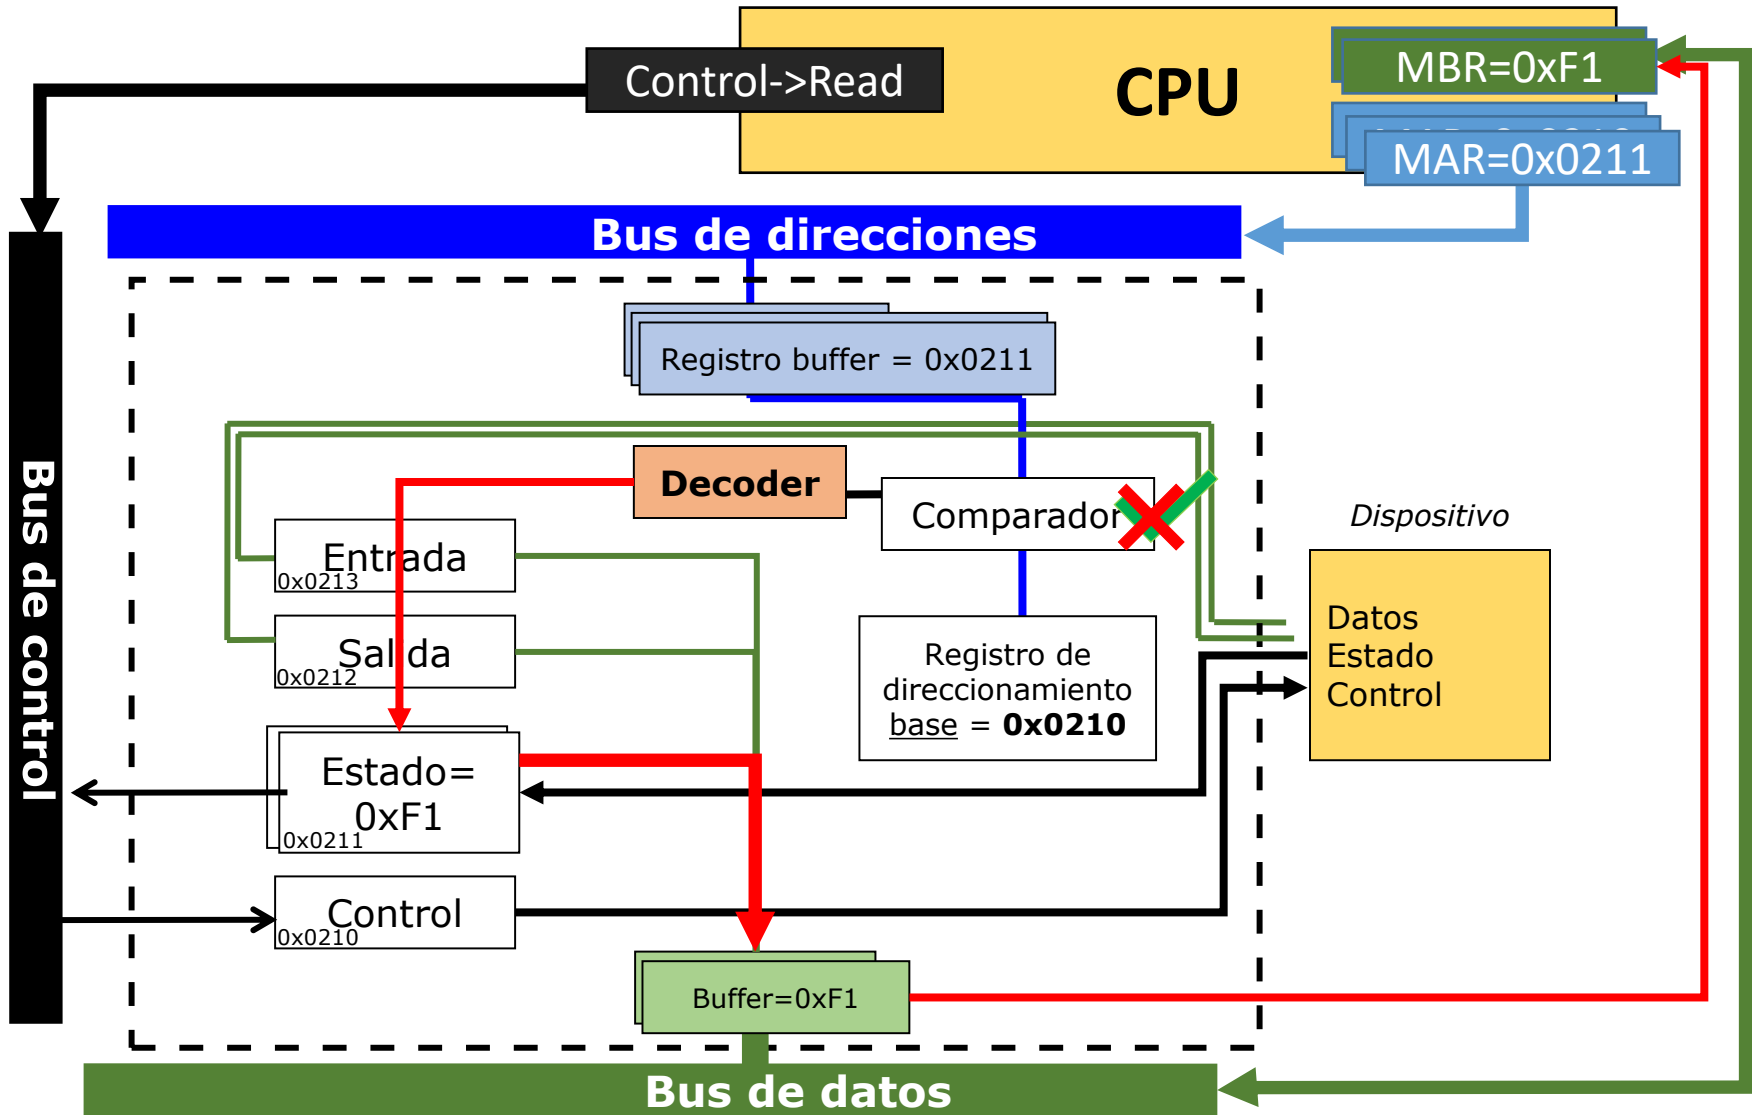 Control->Read
CPU
MBR=0xF1
MAR=0x0211
Bus de direcciones
Registro buffer = 0x0211
Bus de control
Decoder
Comparador
Dispositivo
Entrada
0x0213
Salida
0x0212
Registro de
direccionamiento
base = 0x0210
Datos
Estado
Control
Estado=
0xF1
0x0211
Control
0x0210
Buffer=0xF1
Bus de datos